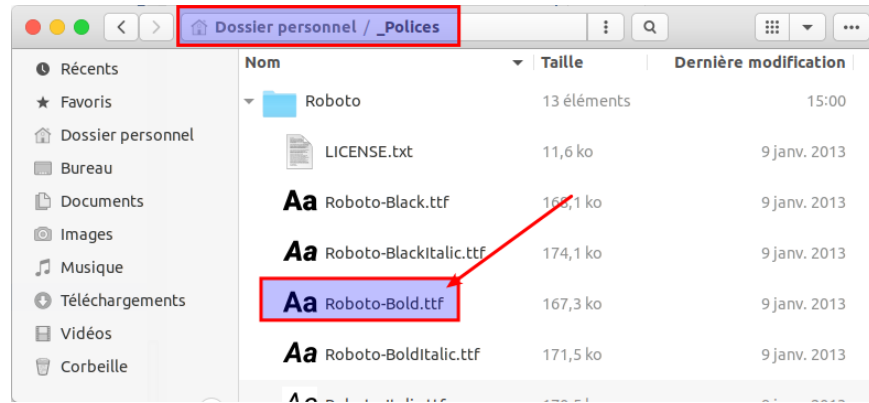 Dossier personnel / _Polices
Nom Taille Dernière modification
Récents
Favoris
Dossier personnel
Bureau
Documents
Images
Musique
Téléchargements
Vidéos
Corbeille
Roboto 13 éléments 15:00
LICENSE.txt 11,6 ko 9 janv. 2013
Aa Roboto-Black.ttf 168,1 ko 9 janv. 2013
Aa Roboto-BlackItalic.ttf 174,1 ko 9 janv. 2013
Aa Roboto-Bold.ttf 167,3 ko 9 janv. 2013
Aa Roboto-BoldItalic.ttf 171,5 ko 9 janv. 2013